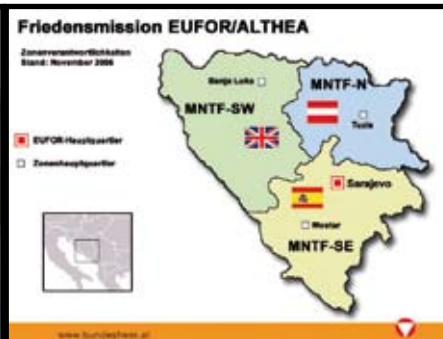 Friedensmission EUFOR/ALTHEA
Zonenverantwortlichkeiten
Stand: November 2006
EUFOR-Hauptquartier
Zonenhauptquartier
Banja Luka
MNTF-SW
MNTF-N
Tuzla
Sarajevo
Mostar
MNTF-SE
www.bundesheer.at